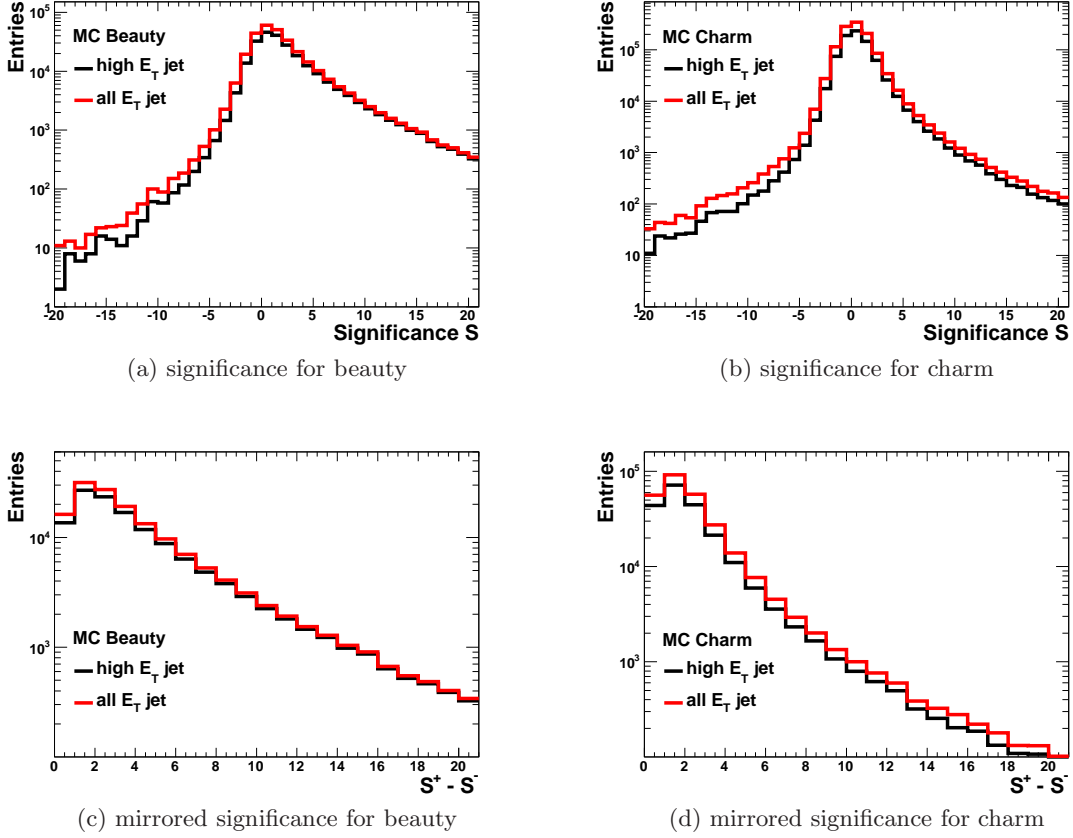 Entries
10^5
10^4
10^3
10^2
10
1
MC Beauty
high E_T jet
all E_T jet
-20 -15 -10 -5 0 5 10 15 20
Significance S
(a) significance for beauty
Entries
10^5
10^4
10^3
10^2
10
1
MC Charm
high E_T jet
all E_T jet
-20 -15 -10 -5 0 5 10 15 20
Significance S
(b) significance for charm
Entries
10^4
10^3
MC Beauty
high E_T jet
all E_T jet
0 2 4 6 8 10 12 14 16 18 20
S^+ - S^-
(c) mirrored significance for beauty
Entries
10^5
10^4
10^3
MC Charm
high E_T jet
all E_T jet
0 2 4 6 8 10 12 14 16 18 20
S^+ - S^-
(d) mirrored significance for charm